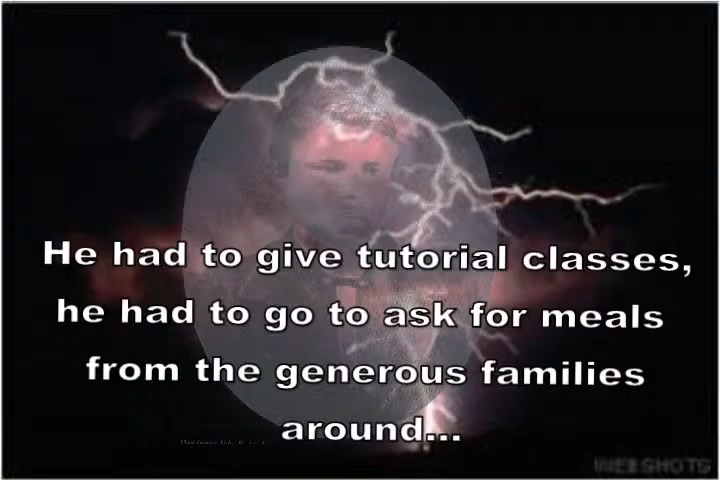 He had to give tutorial classes,
he had to go to ask for meals
from the generous families
around...
WEBSHOTS